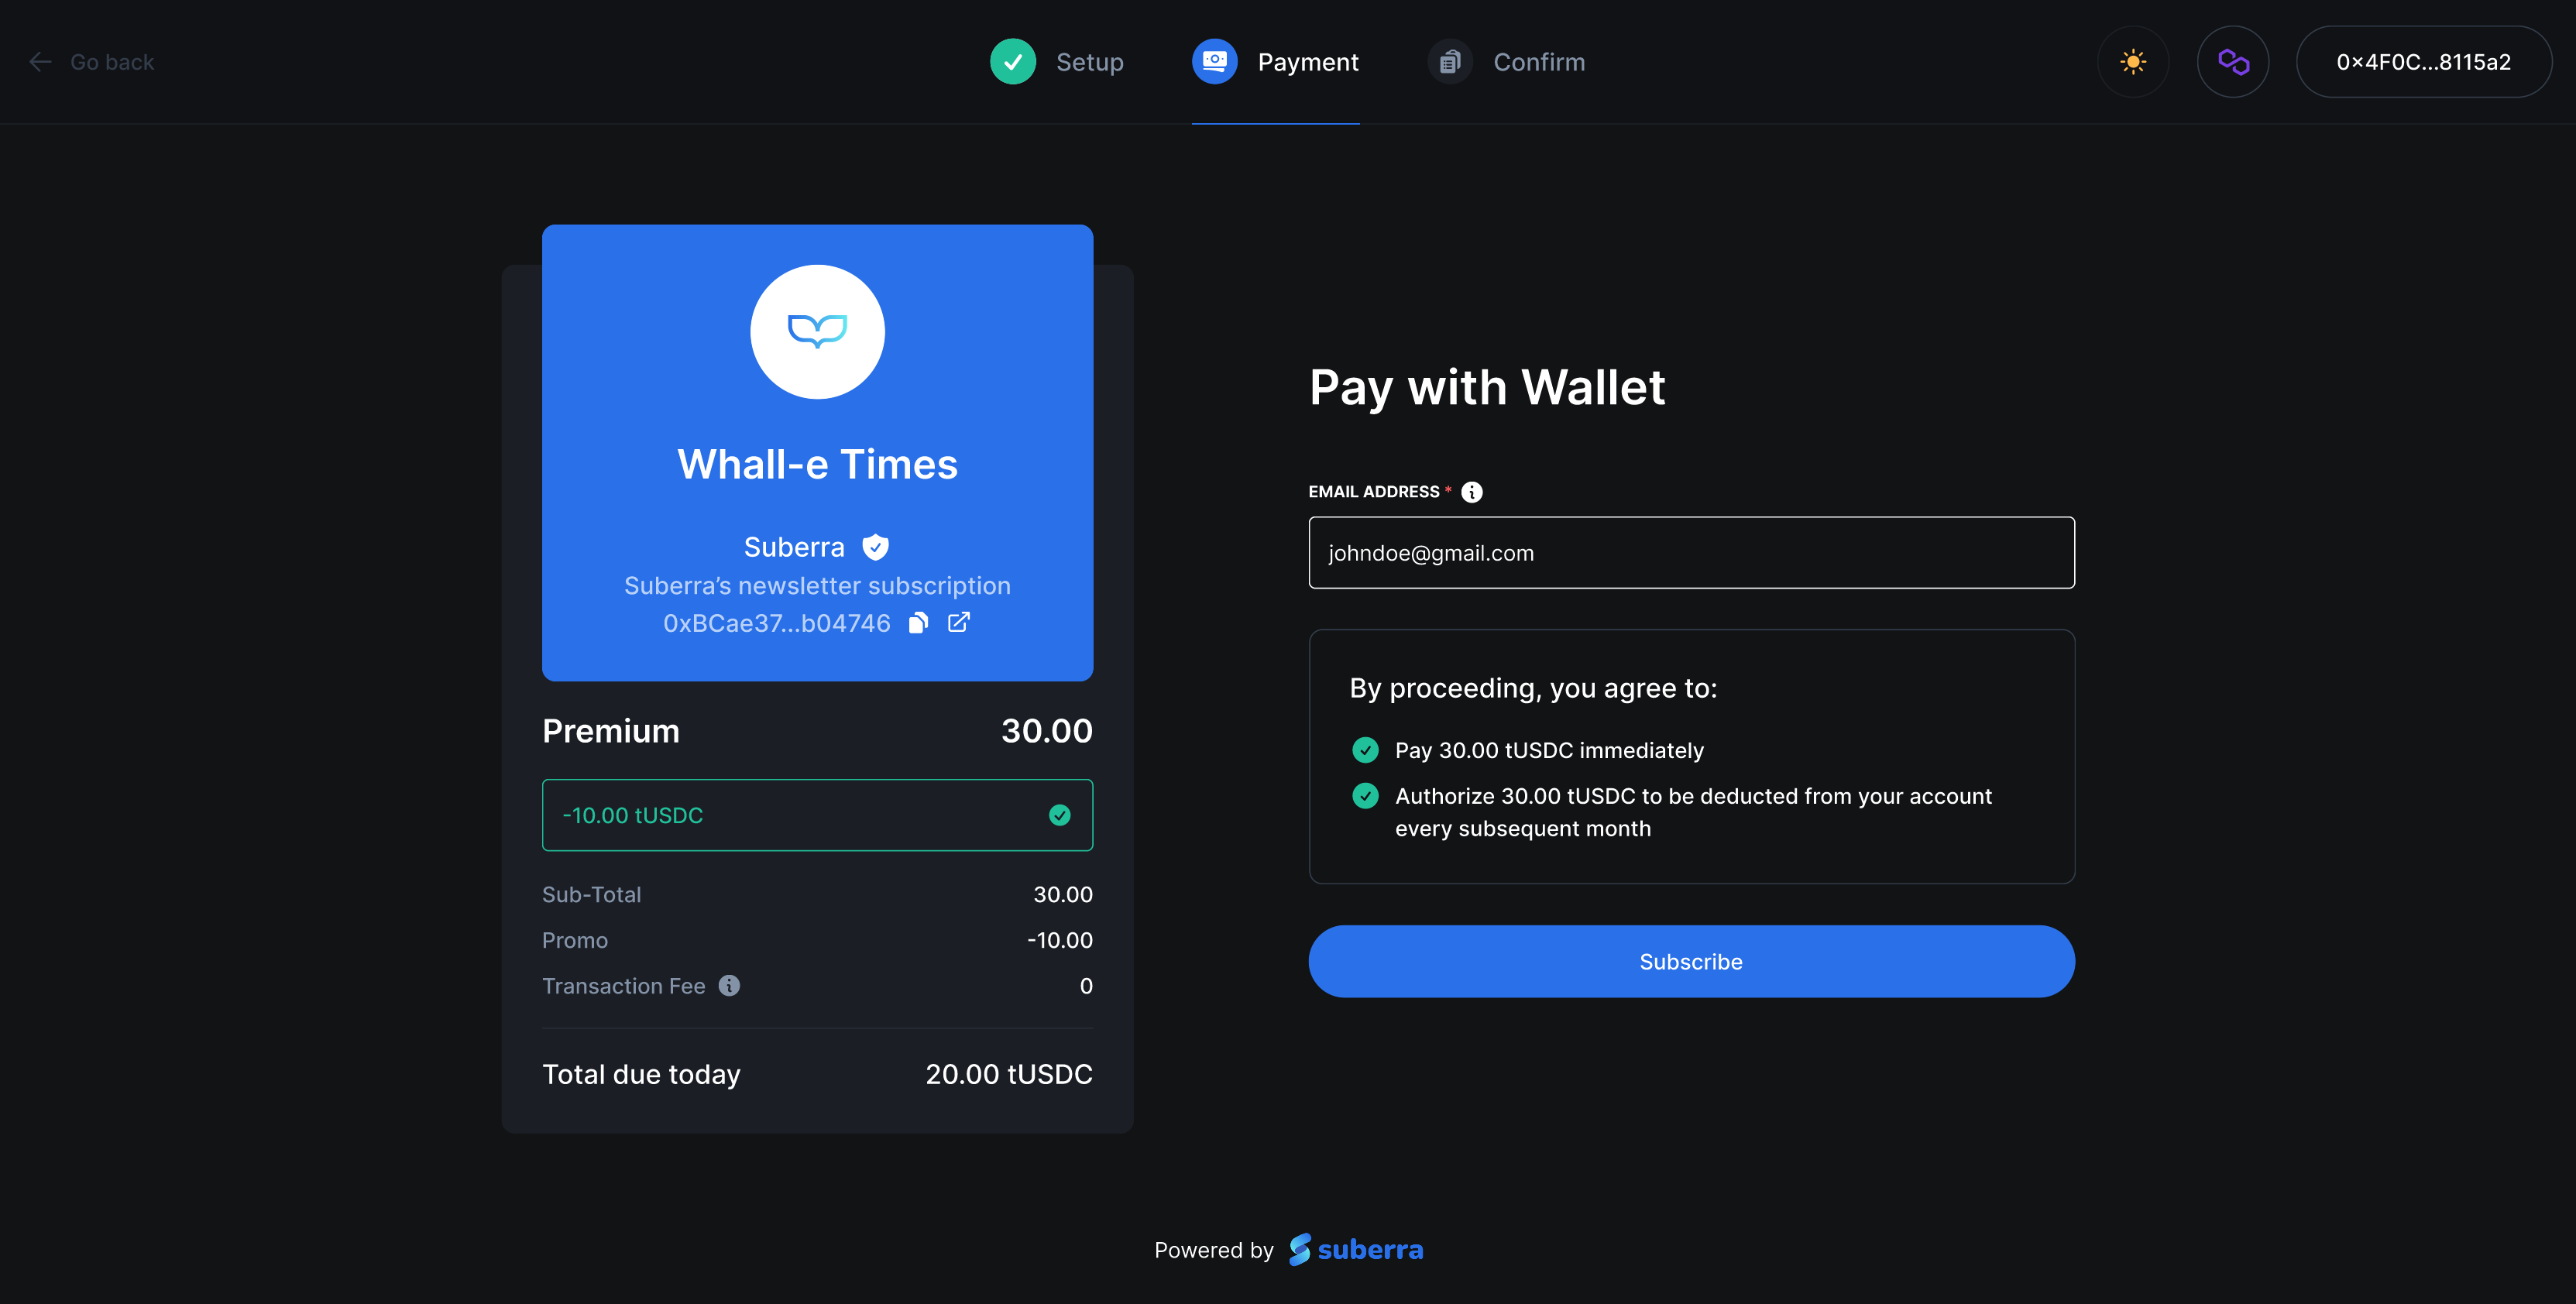 Go back
Setup
Payment
Confirm
0x4F0C...8115a2
Whall-e Times
Suberra
Suberra’s newsletter subscription
0xBCae37...b04746
Premium 30.00
-10.00 tUSDC
Sub-Total 30.00
Promo -10.00
Transaction Fee 0
Total due today 20.00 tUSDC
Pay with Wallet
EMAIL ADDRESS *
johndoe@gmail.com
By proceeding, you agree to:
Pay 30.00 tUSDC immediately
Authorize 30.00 tUSDC to be deducted from your account
every subsequent month
Subscribe
Powered by suberra